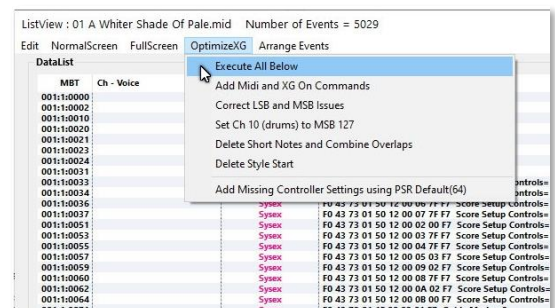 ListView : 01 A Whiter Shade Of Pale.mid Number of Events = 5029
Edit NormalScreen FullScreen OptimizeXG Arrange Events
DataList
Execute All Below
MBT Ch - Voice
Add Midi and XG On Commands
001:1:0000
001:1:0002
Correct LSB and MSB Issues
001:1:0010
001:1:0020
Set Ch 10 (drums) to MSB 127
001:1:0021
Delete Short Notes and Combine Overlaps
001:1:0023
001:1:0024
Delete Style Start
001:1:0031
001:1:0033 ontrols=
Add Missing Controller Settings using PSR Default(64)
001:1:0034 ontrols=
001:1:0036 Sysex F0 43 73 01 50 12 00 06 7F F7 Score Setup Controls=
001:1:0037 Sysex F0 43 73 01 50 12 00 07 7F F7 Score Setup Controls=
001:1:0051 Sysex F0 43 73 01 50 12 00 02 00 F7 Score Setup Controls=
001:1:0053 Sysex F0 43 73 01 50 12 00 03 7F F7 Score Setup Controls=
001:1:0055 Sysex F0 43 73 01 50 12 00 04 7F F7 Score Setup Controls=
001:1:0057 Sysex F0 43 73 01 50 12 00 05 03 F7 Score Setup Controls=
001:1:0059 Sysex F0 43 73 01 50 12 00 09 02 F7 Score Setup Controls=
001:1:0060 Sysex F0 43 73 01 50 12 00 08 7F F7 Score Setup Controls=
001:1:0062 Sysex F0 43 73 01 50 12 00 0A 02 F7 Score Setup Controls=
001:1:0064 Sysex F0 43 73 01 50 12 00 0B 00 F7 Score Setup Controls=